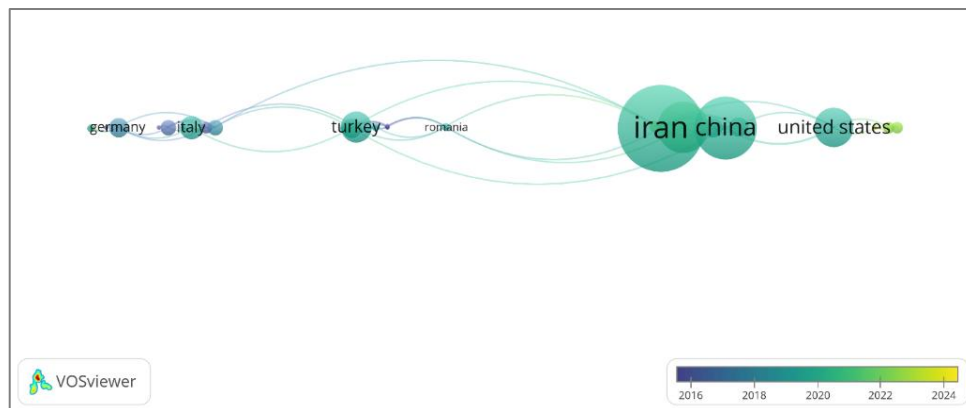 germany
italy
turkey
romania
iran
china
united states
VOSviewer
2016
2018
2020
2022
2024